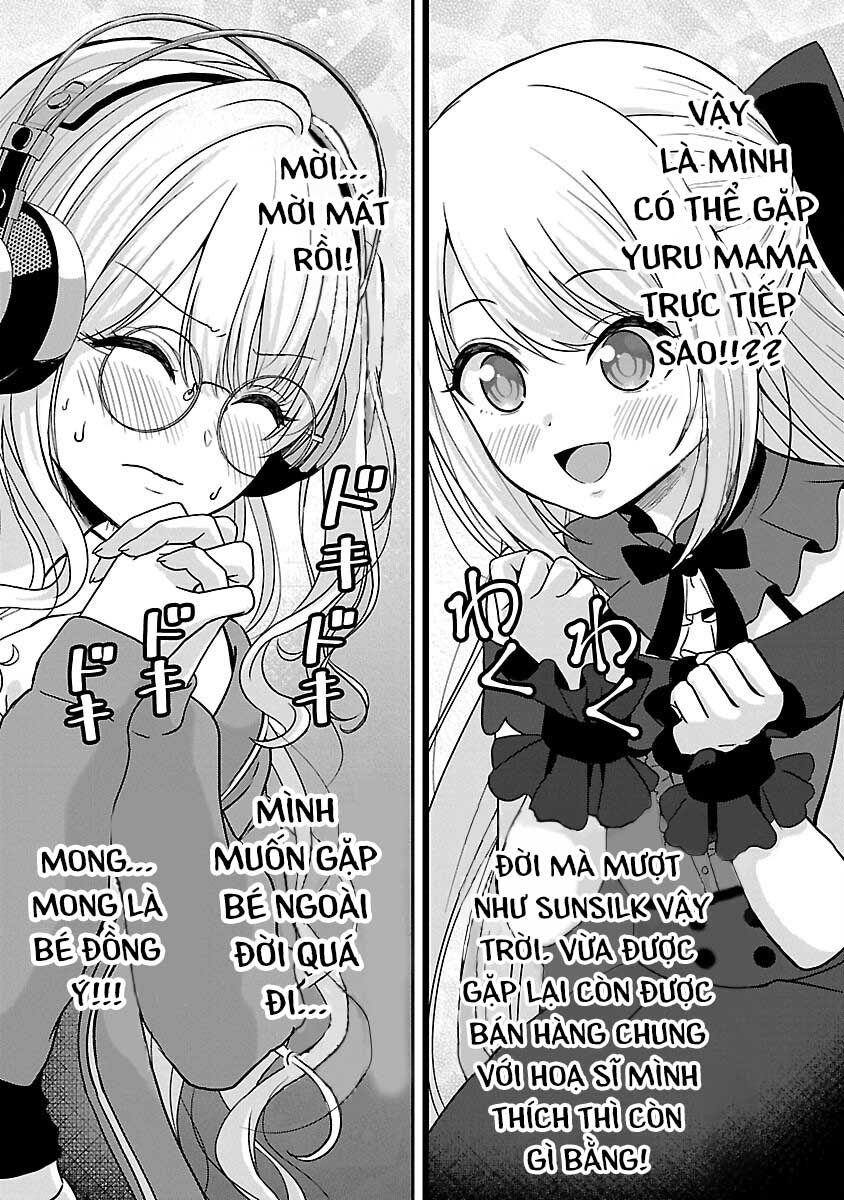 VẬY
LÀ MÌNH
CÓ THỂ GẶP
YURU MAMA
TRỰC TIẾP
SAO!!??
わく
わく
ĐỜI MÀ MƯỢT
NHƯ SUNSILK VẬY
TRỜI, VỪA ĐƯỢC
GẶP LẠI CÒN ĐƯỢC
BÁN HÀNG CHUNG
VỚI HOẠ SĨ MÌNH
THÍCH THÌ CÒN
GÌ BẰNG!
MỜI...
MỜI MẤT
RỒI!
ドキ
ドキ
ドキ
MÌNH
MUỐN GẶP
BÉ NGOÀI
ĐỜI QUÁ
ĐI...
MONG...
MONG LÀ
BÉ ĐỒNG
Ý!!!